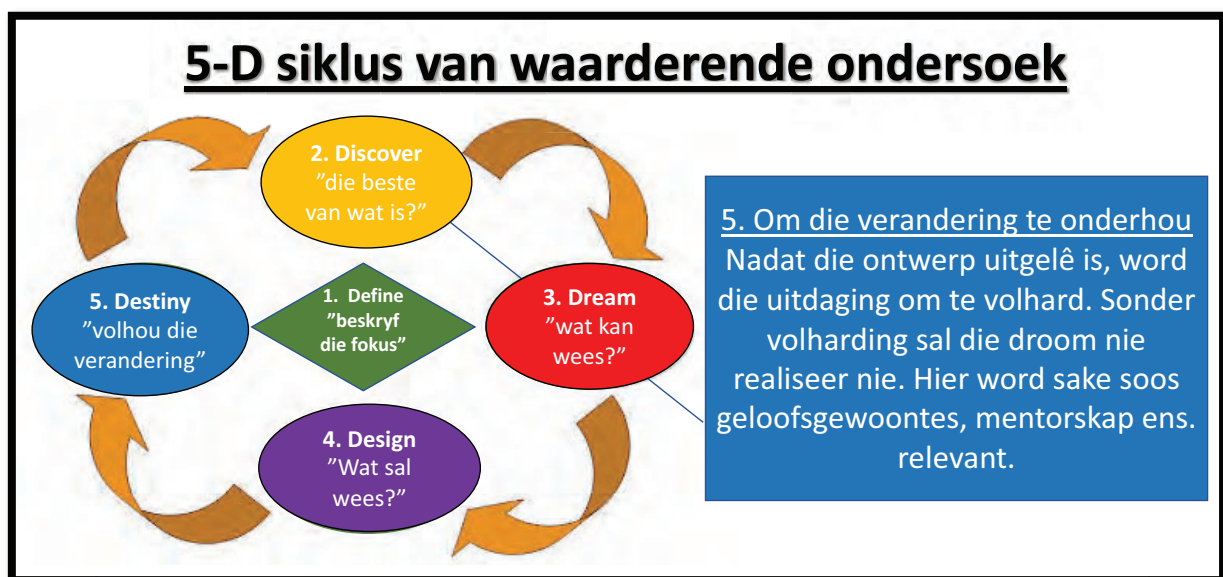 5-D siklus van waarderende ondersoek
2. Discover
”die beste
van wat is?”
1. Define
”beskryf
die fokus”
3. Dream
”wat kan
wees?”
4. Design
”Wat sal
wees?”
5. Destiny
”volhou die
verandering”
5. Om die verandering te onderhou
Nadat die ontwerp uitgelê is, word
die uitdaging om te volhard. Sonder
volharding sal die droom nie
realiseer nie. Hier word sake soos
geloofsgewoontes, mentorskap ens.
relevant.